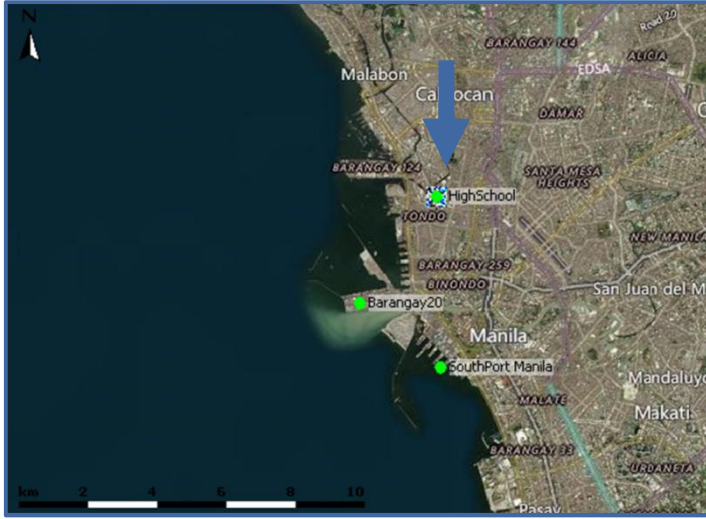 N
Road 20
BARANGAY 144
ALICIA
EDSA
Malabon
Caloocan
DAMAR
BARANGAY 124
SANTA MESA
HEIGHTS
HighSchool
TONDO
NEW MANILA
BARANGAY 259
BINONDO
San Juan del M
Barangay20
Manila
SouthPort Manila
Mandaluyo
MALATE
Makati
BARANGAY 33
URDANETA
km 2 4 6 8 10
Pasay